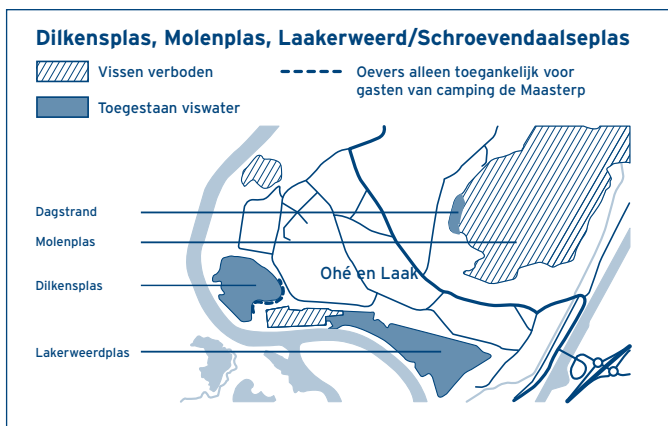 Dilkensplas, Molenplas, Laakerweerd/Schroevendaalseplas
Vissen verboden
Oevers alleen toegankelijk voor
gasten van camping de Maasterp
Toegestaan viswater
Dagstrand
Molenplas
Ohé en Laak
Dilkensplas
Lakerweerdplas